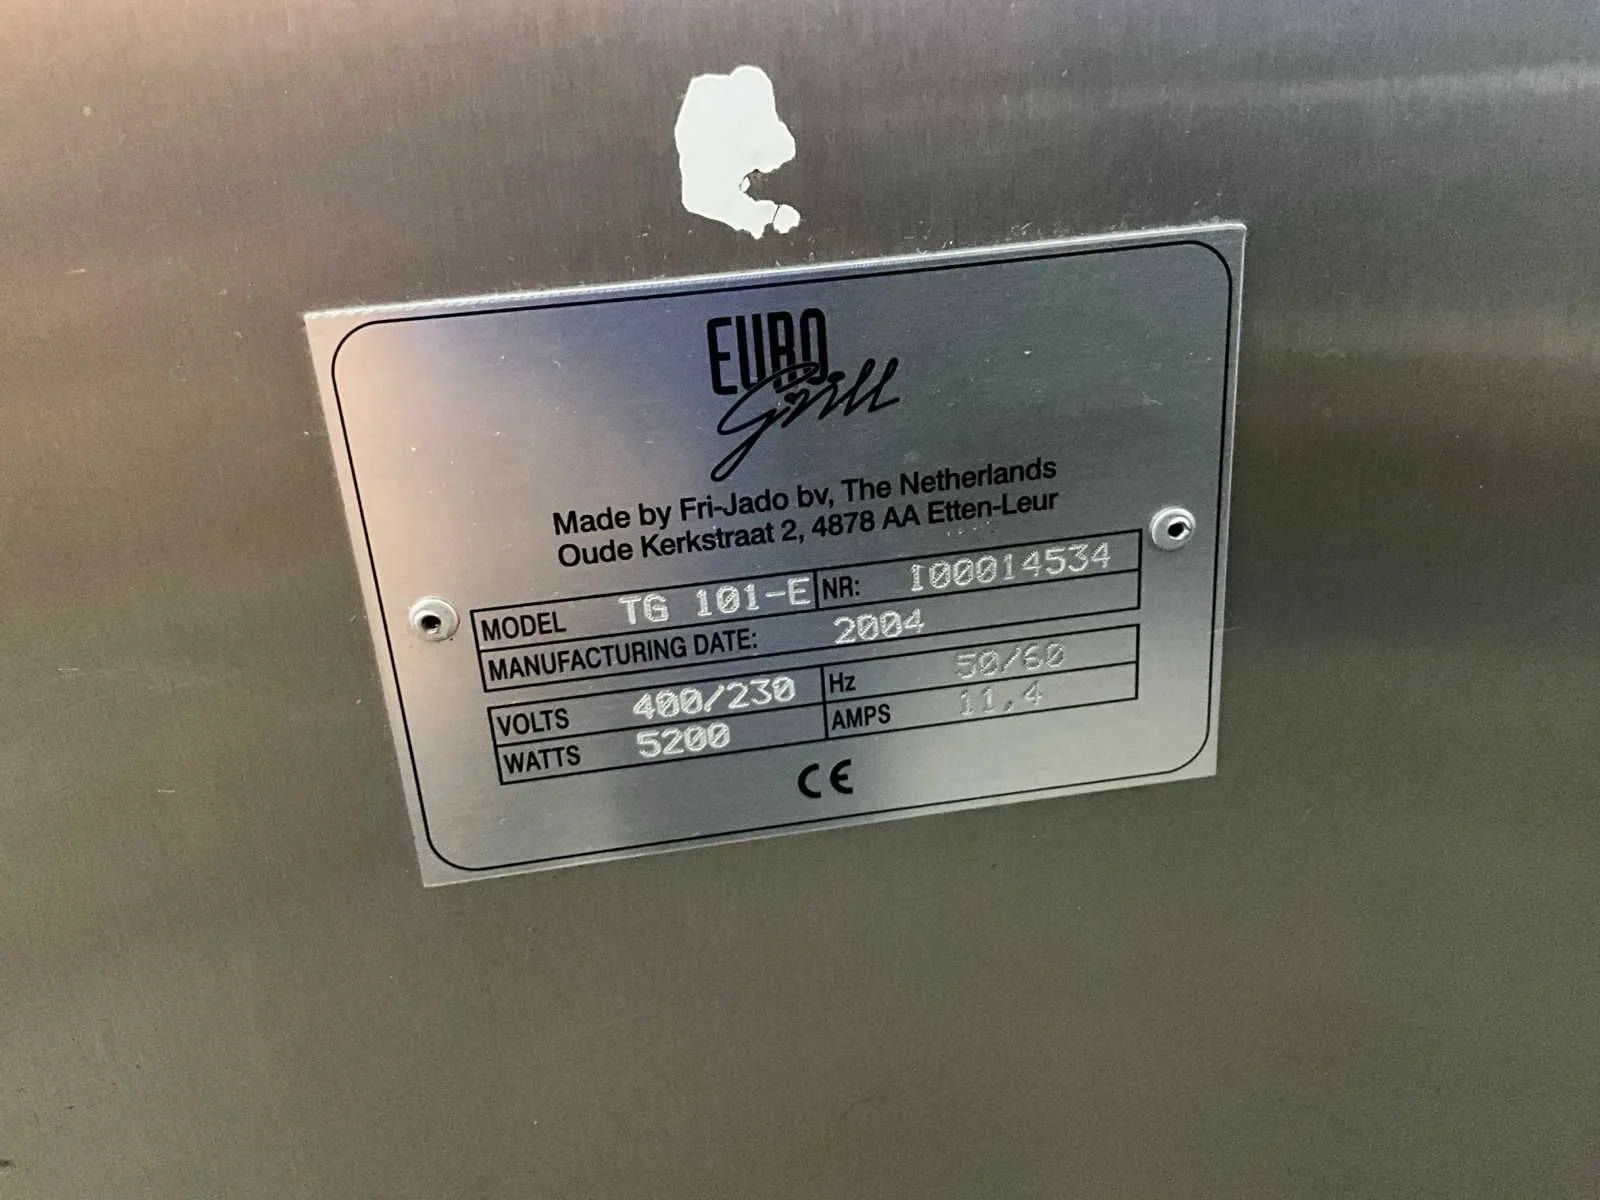 EURO
Grill
Made by Fri-Jado bv, The Netherlands
Oude Kerkstraat 2, 4878 AA Etten-Leur
MODEL TG 101-E NR: 100014534
MANUFACTURING DATE: 2004
VOLTS 400/230 Hz 50/60
WATTS 5200 AMPS 11,4
CE